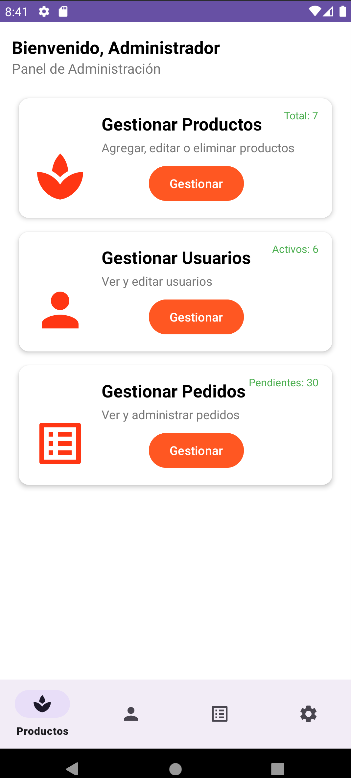 8:41
Bienvenido, Administrador
Panel de Administración
Total: 7
Gestionar Productos
Agregar, editar o eliminar productos
Gestionar
Activos: 6
Gestionar Usuarios
Ver y editar usuarios
Gestionar
Pendientes: 30
Gestionar Pedidos
Ver y administrar pedidos
Gestionar
Productos